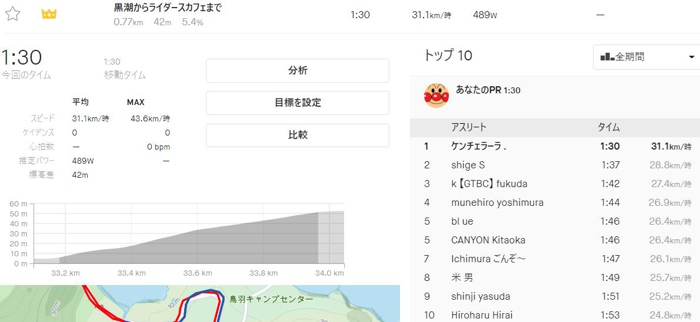 黒潮からライダースカフェまで
0.77km 42m 5.4%
1:30 31.1km/時 489W —
1:30
今回のタイム
1:30
移動タイム
平均 MAX
スピード 31.1km/時 43.6km/時
ケイデンス 0 0
心拍数 — 0 bpm
推定パワー 489W —
標高差 42m
分析
目標を設定
比較
60 m
50 m
40 m
30 m
20 m
10 m
0 m
33.2 km 33.4 km 33.6 km 33.8 km 34.0 km
鳥羽キャンプセンター
トップ 10
全期間
あなたのPR 1:30
アスリート タイム
1 ケンチェラーラ . 1:30 31.1km/時
2 shige S 1:37 28.8km/時
3 k【GTBC】fukuda 1:42 27.4km/時
4 munehiro yoshimura 1:44 26.9km/時
5 bl ue 1:46 26.4km/時
5 CANYON Kitaoka 1:46 26.4km/時
7 Ichimura ごんぞ〜 1:47 26.1km/時
8 米 男 1:49 25.7km/時
9 shinji yasuda 1:51 25.2km/時
10 Hiroharu Hirai 1:53 24.8km/時